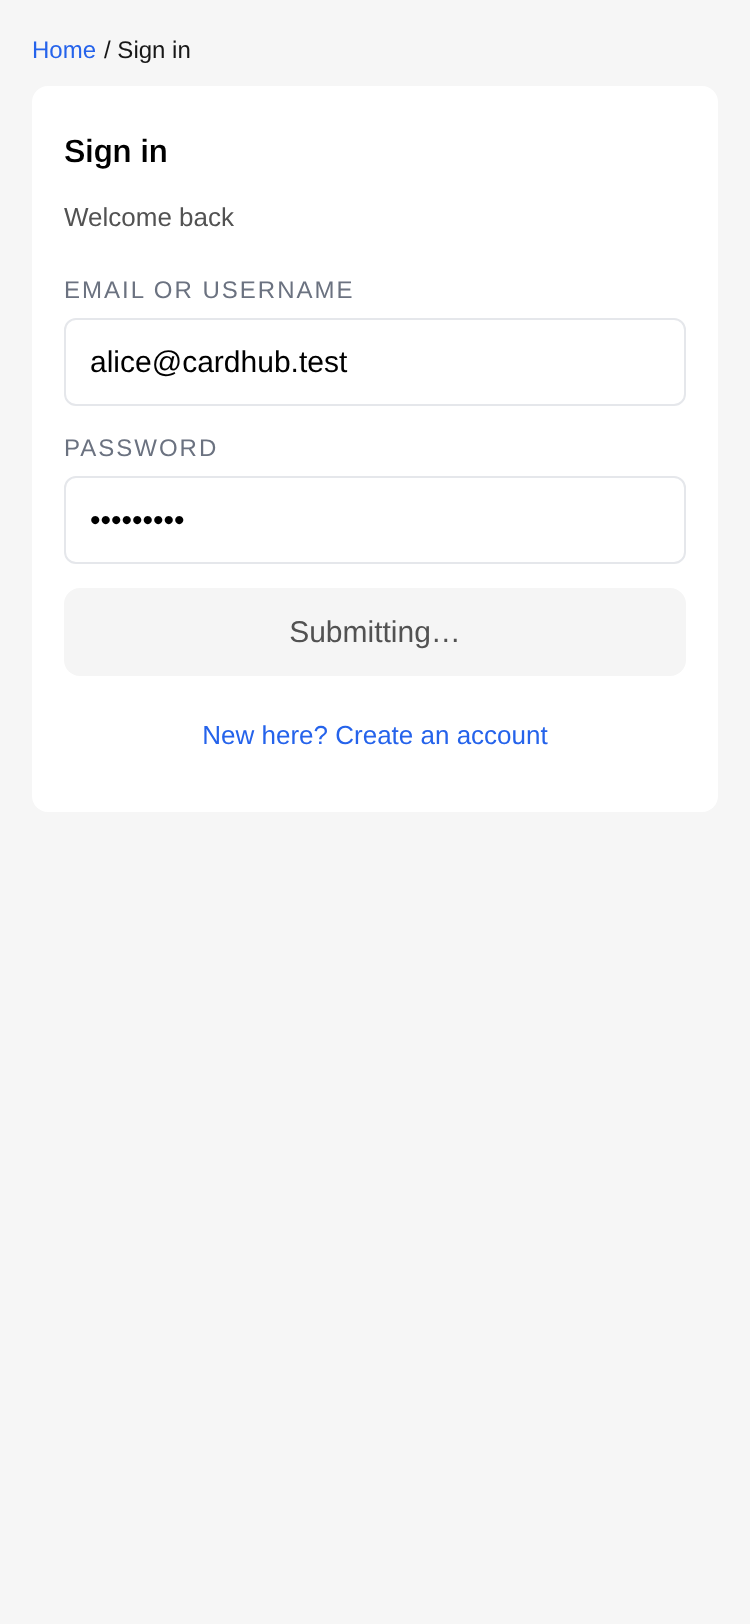 Home / Sign in
Sign in
Welcome back
EMAIL OR USERNAME
alice@cardhub.test
PASSWORD
•••••••••
Submitting…
New here? Create an account